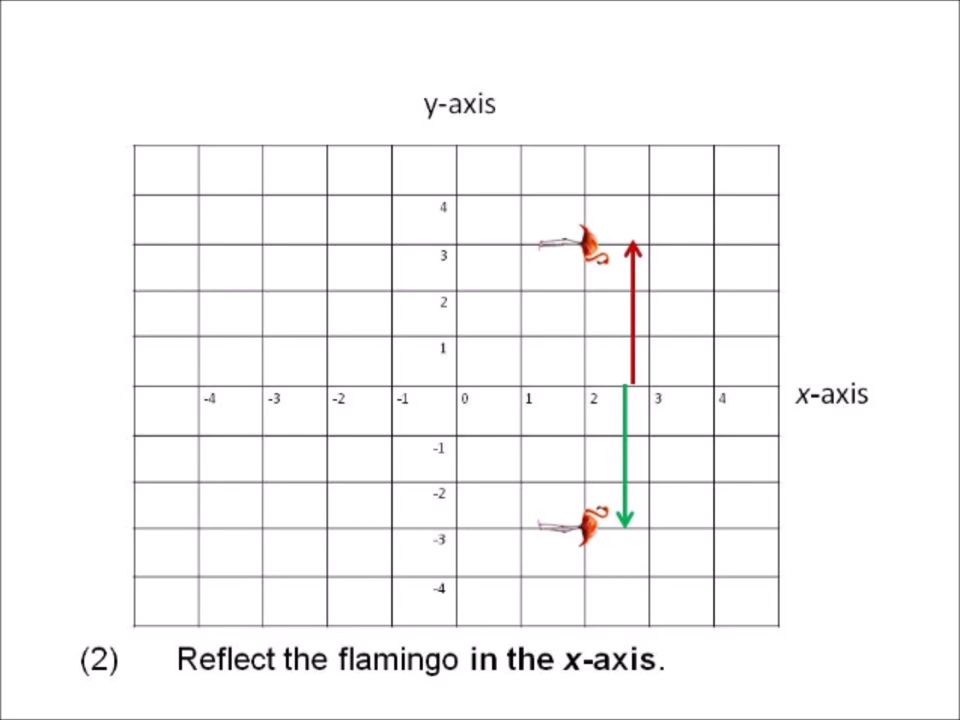 y-axis
4
3
2
1
-4 -3 -2 -1 0 1 2 3 4
x-axis
-1
-2
-3
-4
(2) Reflect the flamingo in the x-axis.